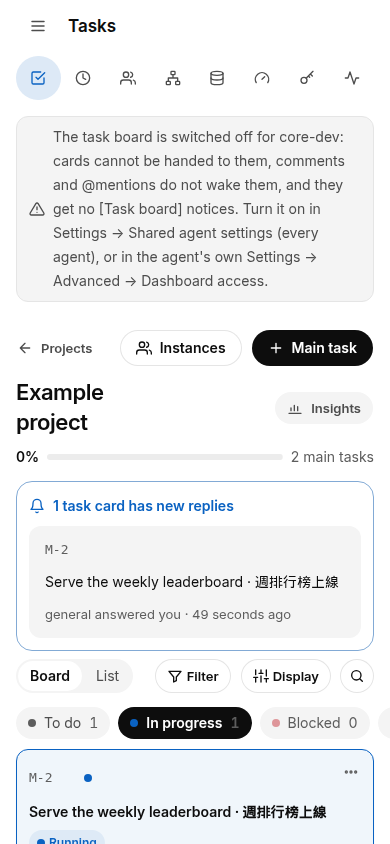 Tasks
The task board is switched off for core-dev:
cards cannot be handed to them, comments
and @mentions do not wake them, and they
get no [Task board] notices. Turn it on in
Settings → Shared agent settings (every
agent), or in the agent's own Settings →
Advanced → Dashboard access.
← Projects
Instances
+ Main task
Example
project
Insights
0%
2 main tasks
1 task card has new replies
M-2
Serve the weekly leaderboard · 週排行榜上線
general answered you · 49 seconds ago
Board
List
Filter
Display
To do 1
In progress 1
Blocked 0
M-2
Serve the weekly leaderboard · 週排行榜上線
Running